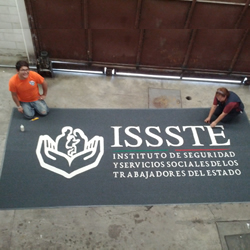 ISSSTE
INSTITUTO DE SEGURIDAD
Y SERVICIOS SOCIALES DE LOS
TRABAJADORES DEL ESTADO